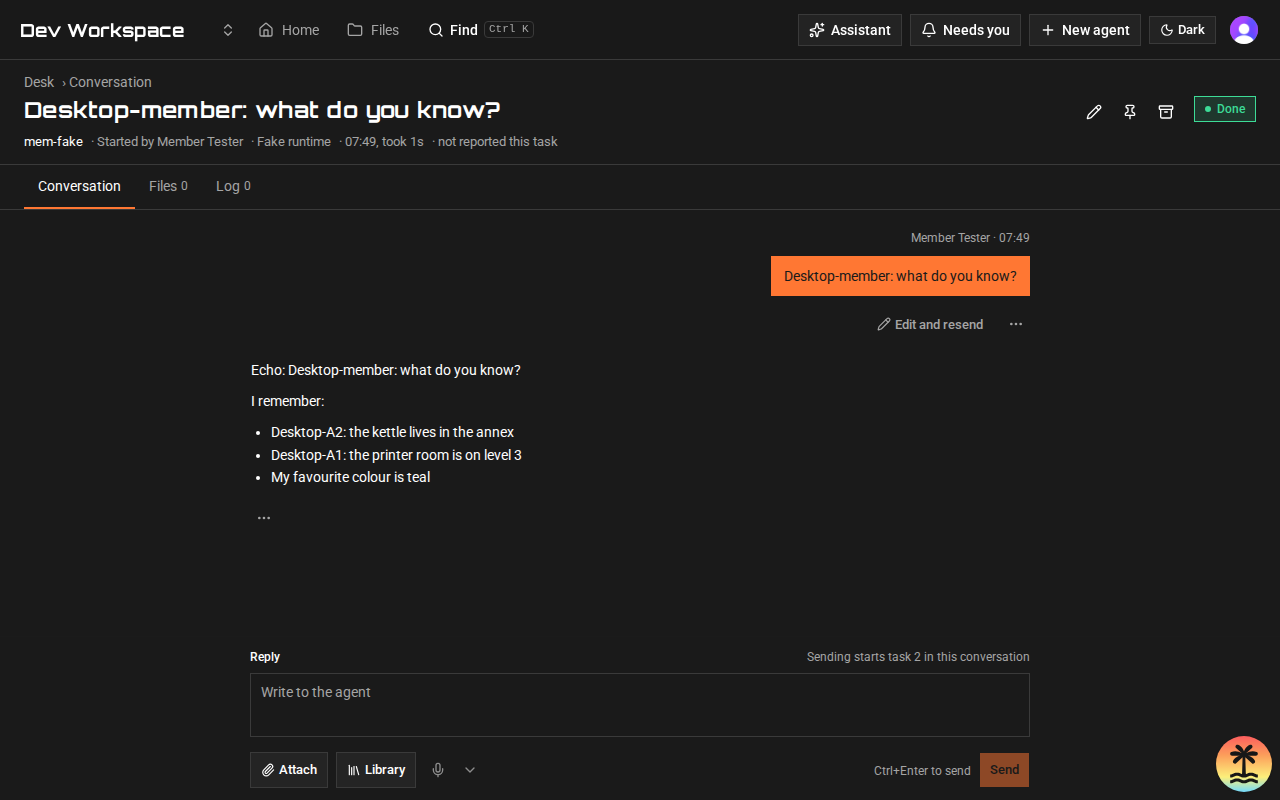 Dev Workspace
Home
Files
Find Ctrl K
Assistant
Needs you
New agent
Dark
Desk › Conversation
Desktop-member: what do you know?
Done
mem-fake · Started by Member Tester · Fake runtime · 07:49, took 1s · not reported this task
Conversation
Files 0
Log 0
Member Tester · 07:49
Desktop-member: what do you know?
Edit and resend
Echo: Desktop-member: what do you know?
I remember:
• Desktop-A2: the kettle lives in the annex
• Desktop-A1: the printer room is on level 3
• My favourite colour is teal
Reply
Sending starts task 2 in this conversation
Write to the agent
Attach
Library
Ctrl+Enter to send
Send